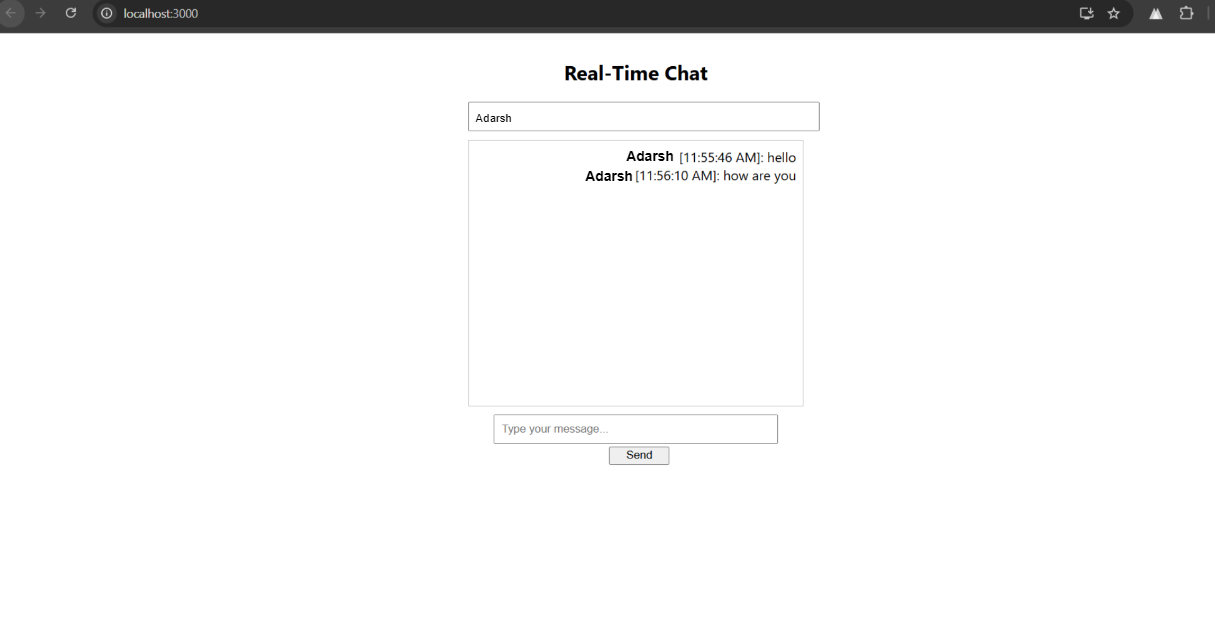 localhost:3000
Real-Time Chat
Adarsh
Adarsh [11:55:46 AM]: hello
Adarsh [11:56:10 AM]: how are you
Type your message...
Send